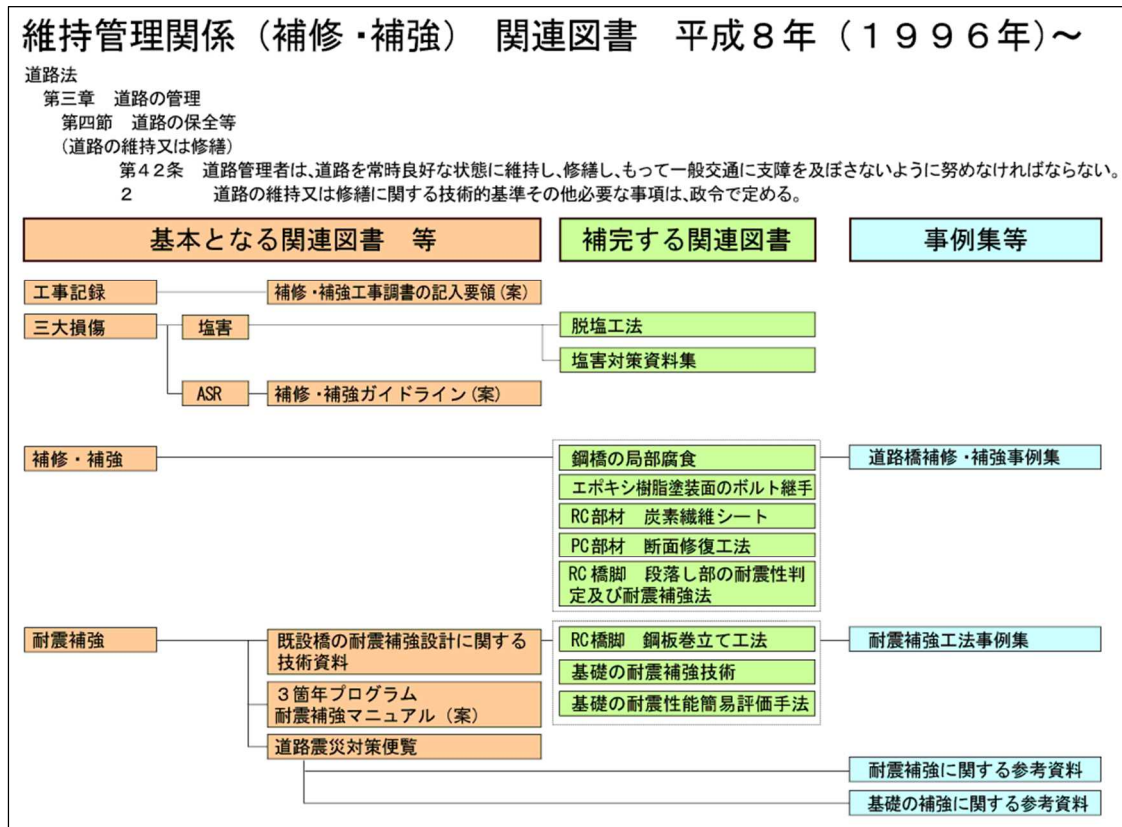 維持管理関係（補修・補強） 関連図書 平成８年（１９９６年）～
道路法
第三章 道路の管理
第四節 道路の保全等
（道路の維持又は修繕）
第４２条 道路管理者は、道路を常時良好な状態に維持し、修繕し、もって一般交通に支障を及ぼさないように努めなければならない。
２ 道路の維持又は修繕に関する技術的基準その他必要な事項は、政令で定める。
基本となる関連図書 等
補完する関連図書
事例集等
工事記録
補修・補強工事調書の記入要領（案）
三大損傷
塩害
脱塩工法
塩害対策資料集
ASR
補修・補強ガイドライン（案）
補修・補強
鋼橋の局部腐食
道路橋補修・補強事例集
エポキシ樹脂塗装面のボルト継手
RC部材 炭素繊維シート
PC部材 断面修復工法
RC橋脚 段落し部の耐震性判
定及び耐震補強法
耐震補強
既設橋の耐震補強設計に関する
技術資料
RC橋脚 鋼板巻立て工法
耐震補強工法事例集
基礎の耐震補強技術
３箇年プログラム
耐震補強マニュアル（案）
基礎の耐震性能簡易評価手法
道路震災対策便覧
耐震補強に関する参考資料
基礎の補強に関する参考資料